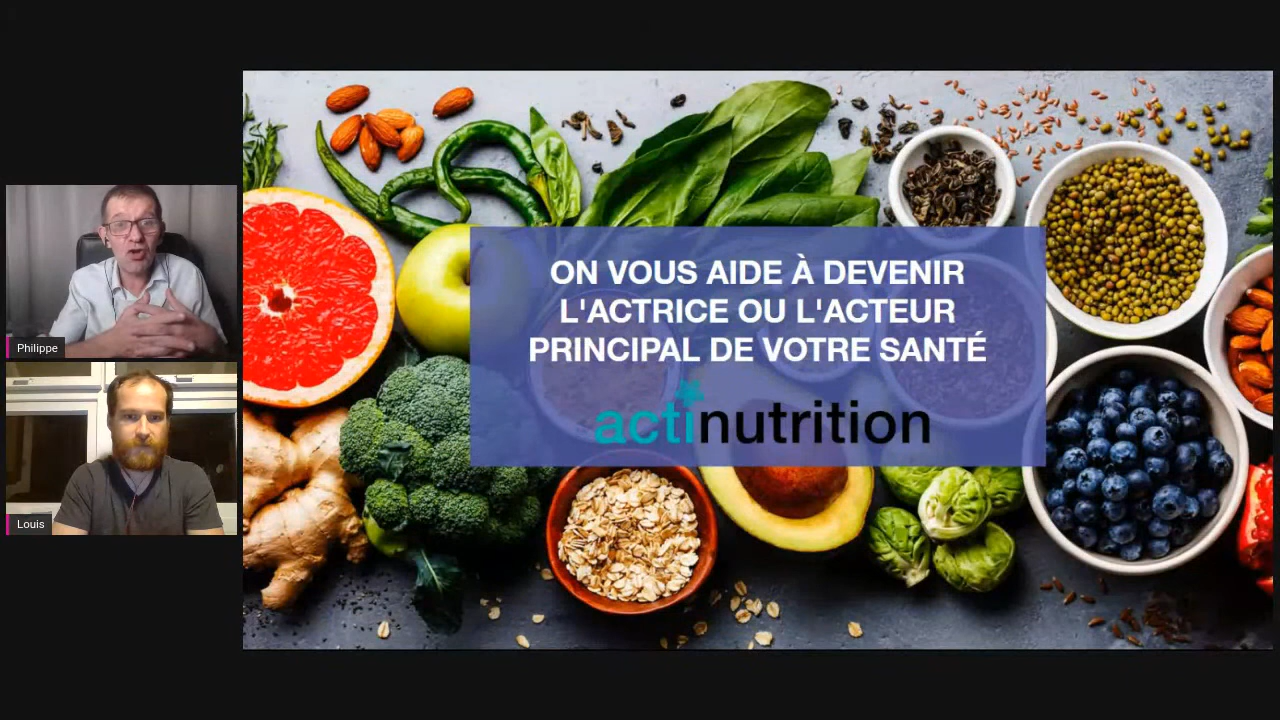 ON VOUS AIDE À DEVENIR
L'ACTRICE OU L'ACTEUR
PRINCIPAL DE VOTRE SANTÉ
actinutrition
Philippe
Louis